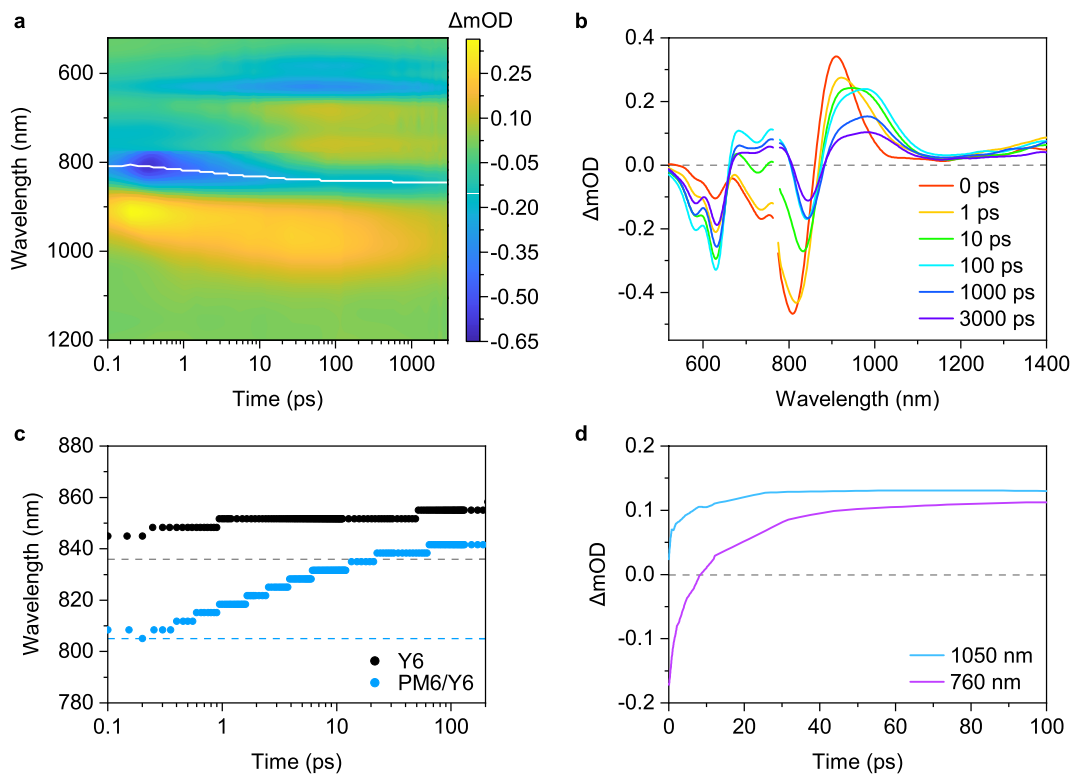 a
ΔmOD
Wavelength (nm)
600
800
1000
1200
0.1
1
10
100
1000
Time (ps)
0.25
0.10
-0.05
-0.20
-0.35
-0.50
-0.65
b
ΔmOD
0.4
0.2
0.0
-0.2
-0.4
600
800
1000
1200
1400
Wavelength (nm)
0 ps
1 ps
10 ps
100 ps
1000 ps
3000 ps
c
Wavelength (nm)
880
860
840
820
800
780
0.1
1
10
100
Time (ps)
Y6
PM6/Y6
d
ΔmOD
0.2
0.1
0.0
-0.1
-0.2
0
20
40
60
80
100
Time (ps)
1050 nm
760 nm